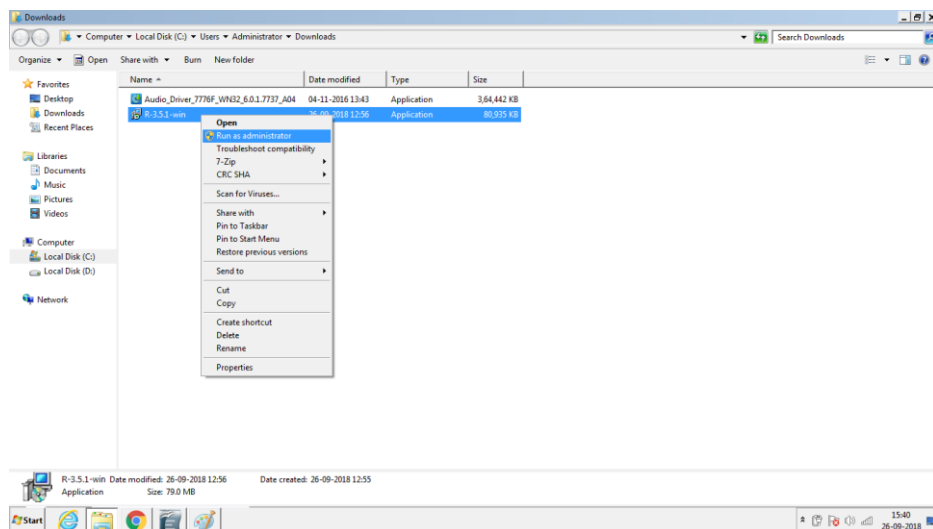 Downloads
Computer ▸ Local Disk (C:) ▸ Users ▸ Administrator ▸ Downloads
Search Downloads
Organize Open Share with Burn New folder
Name Date modified Type Size
Favorites
Desktop
Downloads
Recent Places
Libraries
Documents
Music
Pictures
Videos
Computer
Local Disk (C:)
Local Disk (D:)
Network
Audio_Driver_7776F_WN32_6.0.1.7737_A04 04-11-2016 13:43 Application 3,64,442 KB
R-3.5.1-win 26-09-2018 12:56 Application 80,935 KB
Open
Run as administrator
Troubleshoot compatibility
7-Zip
CRC SHA
Scan for Viruses...
Share with
Pin to Taskbar
Pin to Start Menu
Restore previous versions
Send to
Cut
Copy
Create shortcut
Delete
Rename
Properties
R-3.5.1-win Date modified: 26-09-2018 12:56 Date created: 26-09-2018 12:55
Application Size: 79.0 MB
Start
15:40
26-09-2018